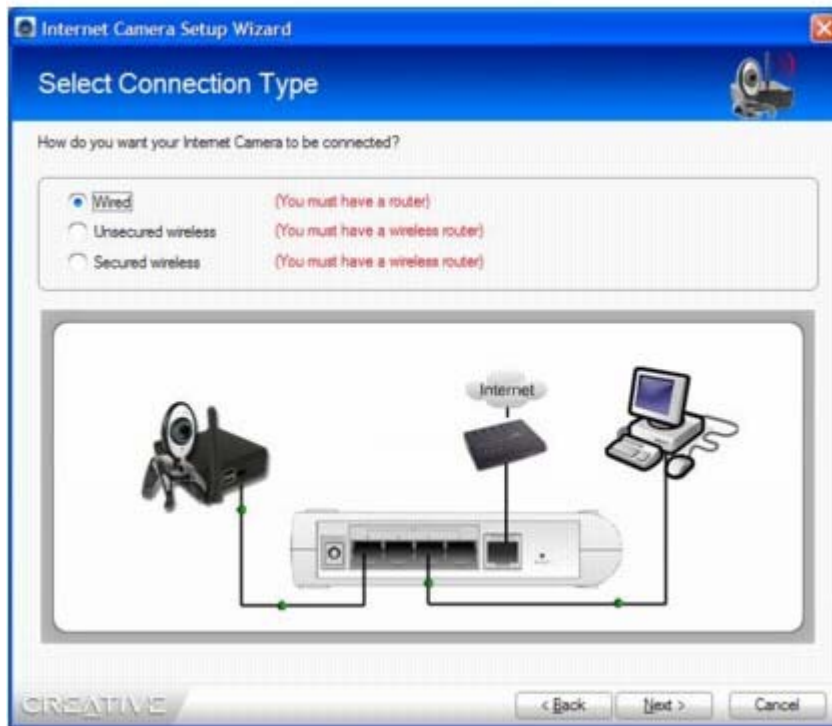 Internet Camera Setup Wizard
Select Connection Type
How do you want your Internet Camera to be connected?
Wired (You must have a router)
Unsecured wireless (You must have a wireless router)
Secured wireless (You must have a wireless router)
Internet
CREATIVE
< Back Next > Cancel